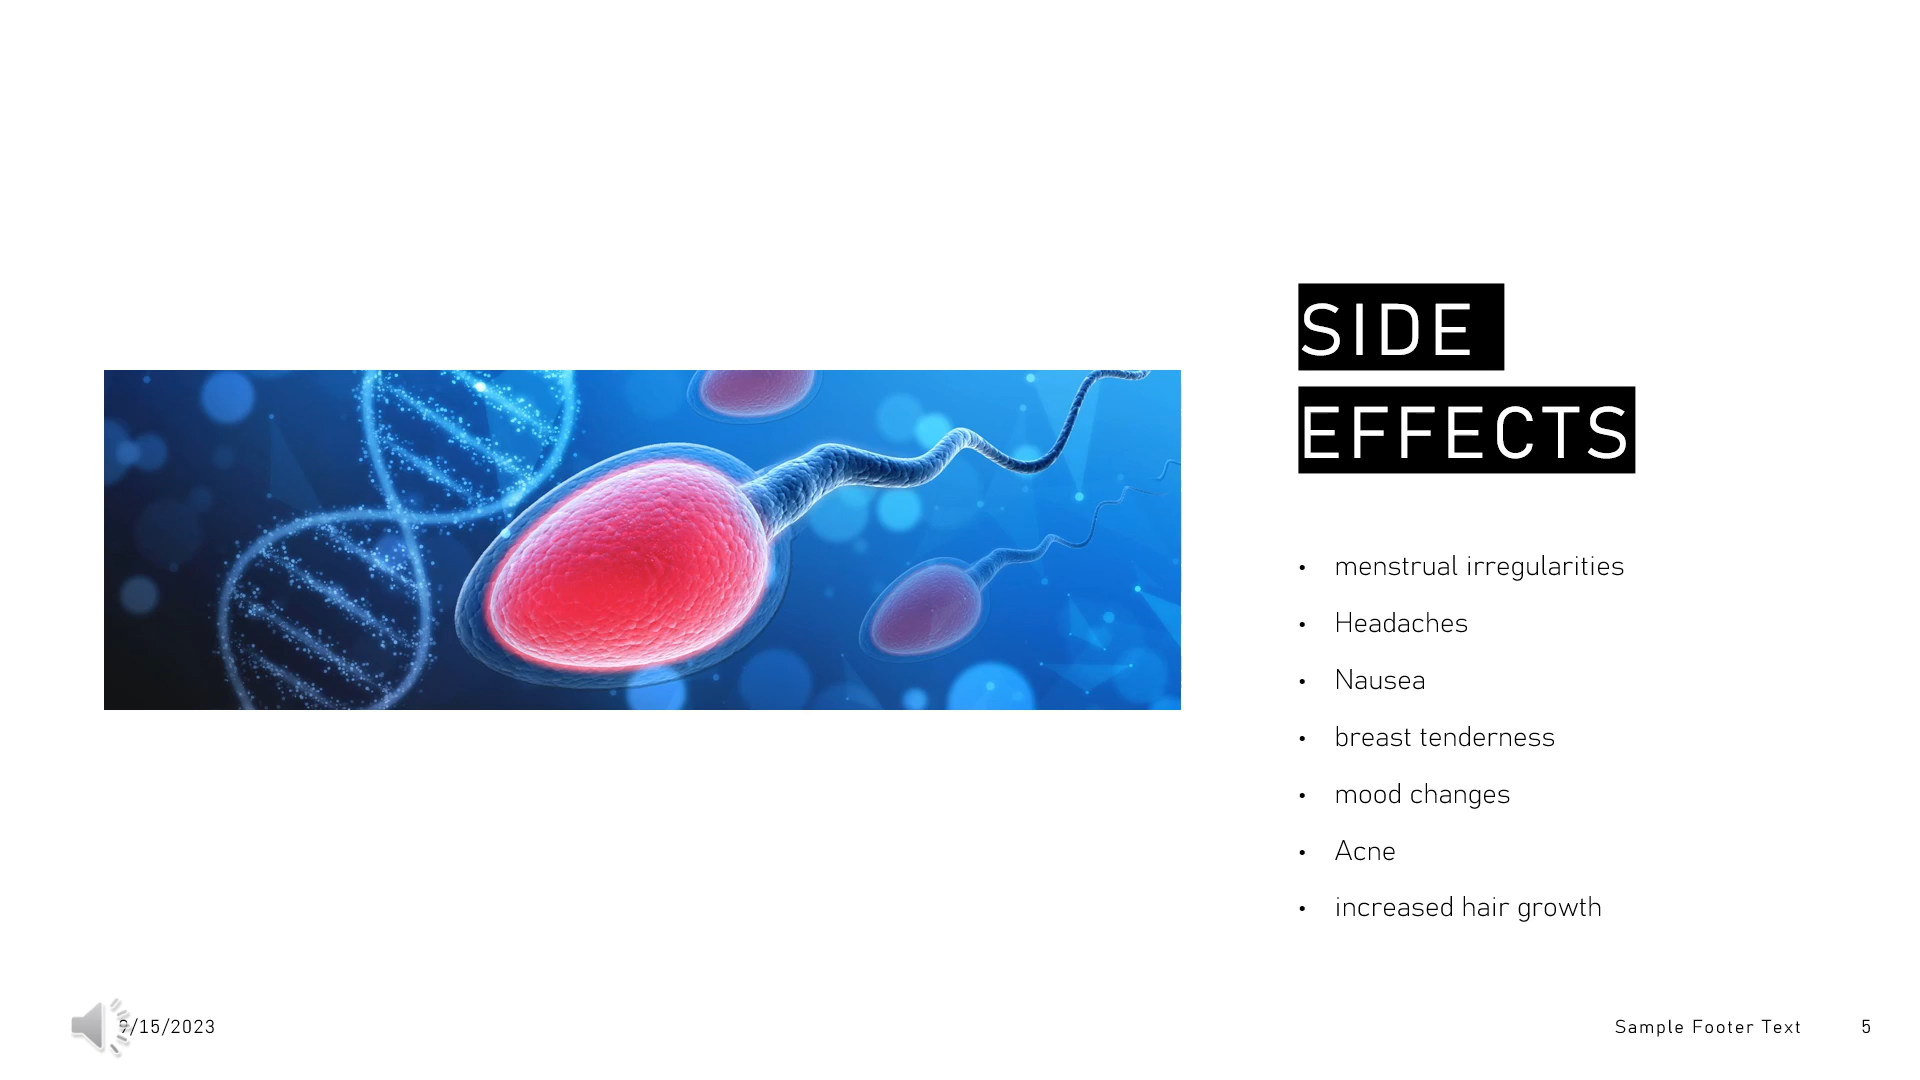 SIDE
EFFECTS
• menstrual irregularities
• Headaches
• Nausea
• breast tenderness
• mood changes
• Acne
• increased hair growth
9/15/2023
Sample Footer Text
5